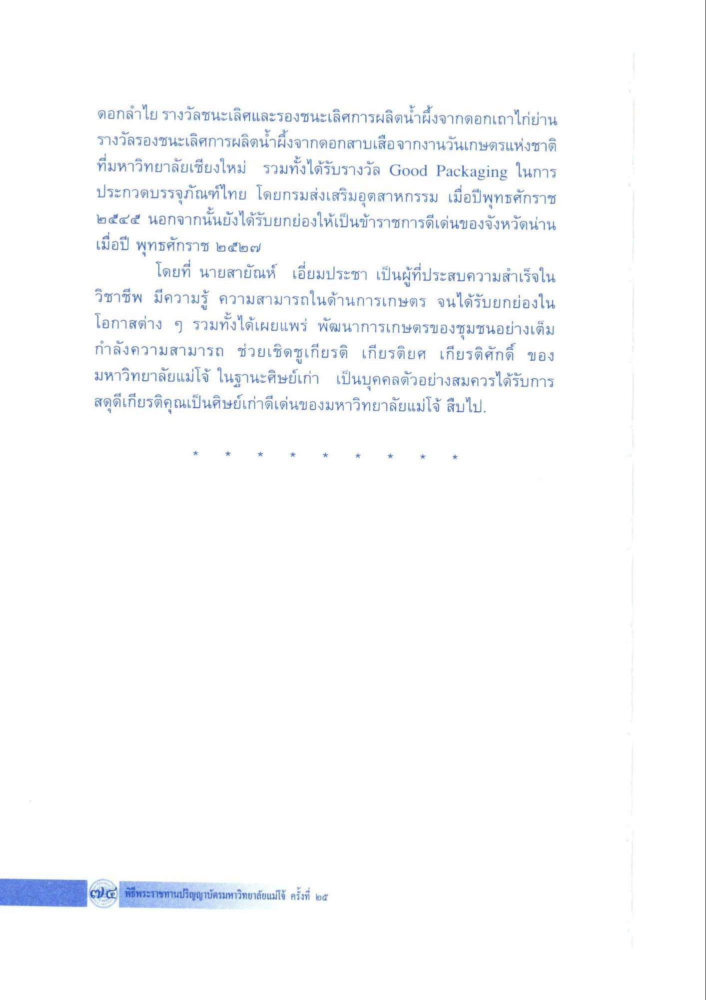 ดอกลำไย รางวัลชนะเลิศและรองชนะเลิศการผลิตน้ำผึ้งจากดอกเถาไก่ย่าน
รางวัลรองชนะเลิศการผลิตน้ำผึ้งจากดอกสาบเสือจากงานวันเกษตรแห่งชาติ
ที่มหาวิทยาลัยเชียงใหม่ รวมทั้งได้รับรางวัล Good Packaging ในการ
ประกวดบรรจุภัณฑ์ไทย โดยกรมส่งเสริมอุตสาหกรรม เมื่อปีพุทธศักราช
๒๕๔๕ นอกจากนั้นยังได้รับยกย่องให้เป็นข้าราชการดีเด่นของจังหวัดน่าน
เมื่อปี พุทธศักราช ๒๕๒๗
โดยที่ นายสายัณห์ เอี่ยมประชา เป็นผู้ที่ประสบความสำเร็จใน
วิชาชีพ มีความรู้ ความสามารถในด้านการเกษตร จนได้รับยกย่องใน
โอกาสต่าง ๆ รวมทั้งได้เผยแพร่ พัฒนาการเกษตรของชุมชนอย่างเต็ม
กำลังความสามารถ ช่วยเชิดชูเกียรติ เกียรติยศ เกียรติศักดิ์ ของ
มหาวิทยาลัยแม่โจ้ ในฐานะศิษย์เก่า เป็นบุคคลตัวอย่างสมควรได้รับการ
สดุดีเกียรติคุณเป็นศิษย์เก่าดีเด่นของมหาวิทยาลัยแม่โจ้ สืบไป.
* * * * * * * * *
๗๔ พิธีพระราชทานปริญญาบัตรมหาวิทยาลัยแม่โจ้ ครั้งที่ ๒๕